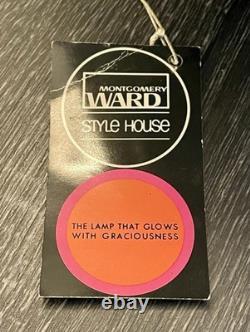 MONTGOMERY
WARD
STYLE HOUSE
THE LAMP THAT GLOWS
WITH GRACIOUSNESS